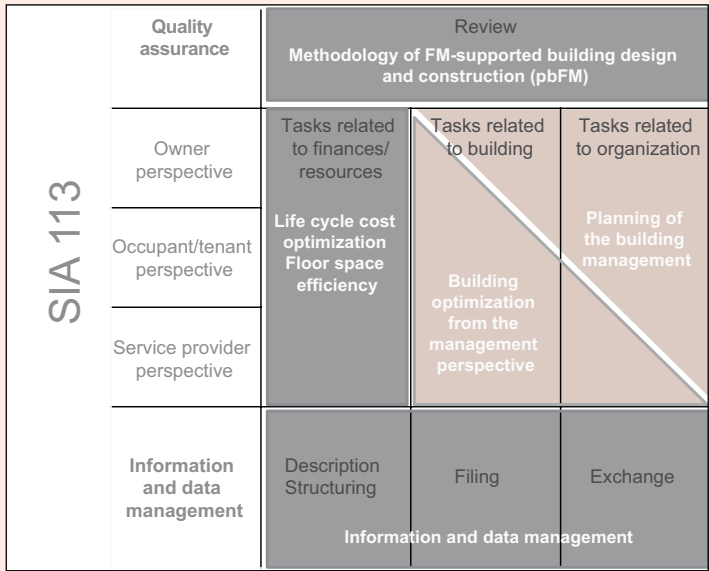 SIA 113
Quality
assurance
Review
Methodology of FM-supported building design
and construction (pbFM)
Owner
perspective
Occupant/tenant
perspective
Service provider
perspective
Tasks related
to finances/
resources
Life cycle cost
optimization
Floor space
efficiency
Tasks related
to building
Building
optimization
from the
management
perspective
Tasks related
to organization
Planning of
the building
management
Information
and data
management
Description
Structuring
Filing
Exchange
Information and data management